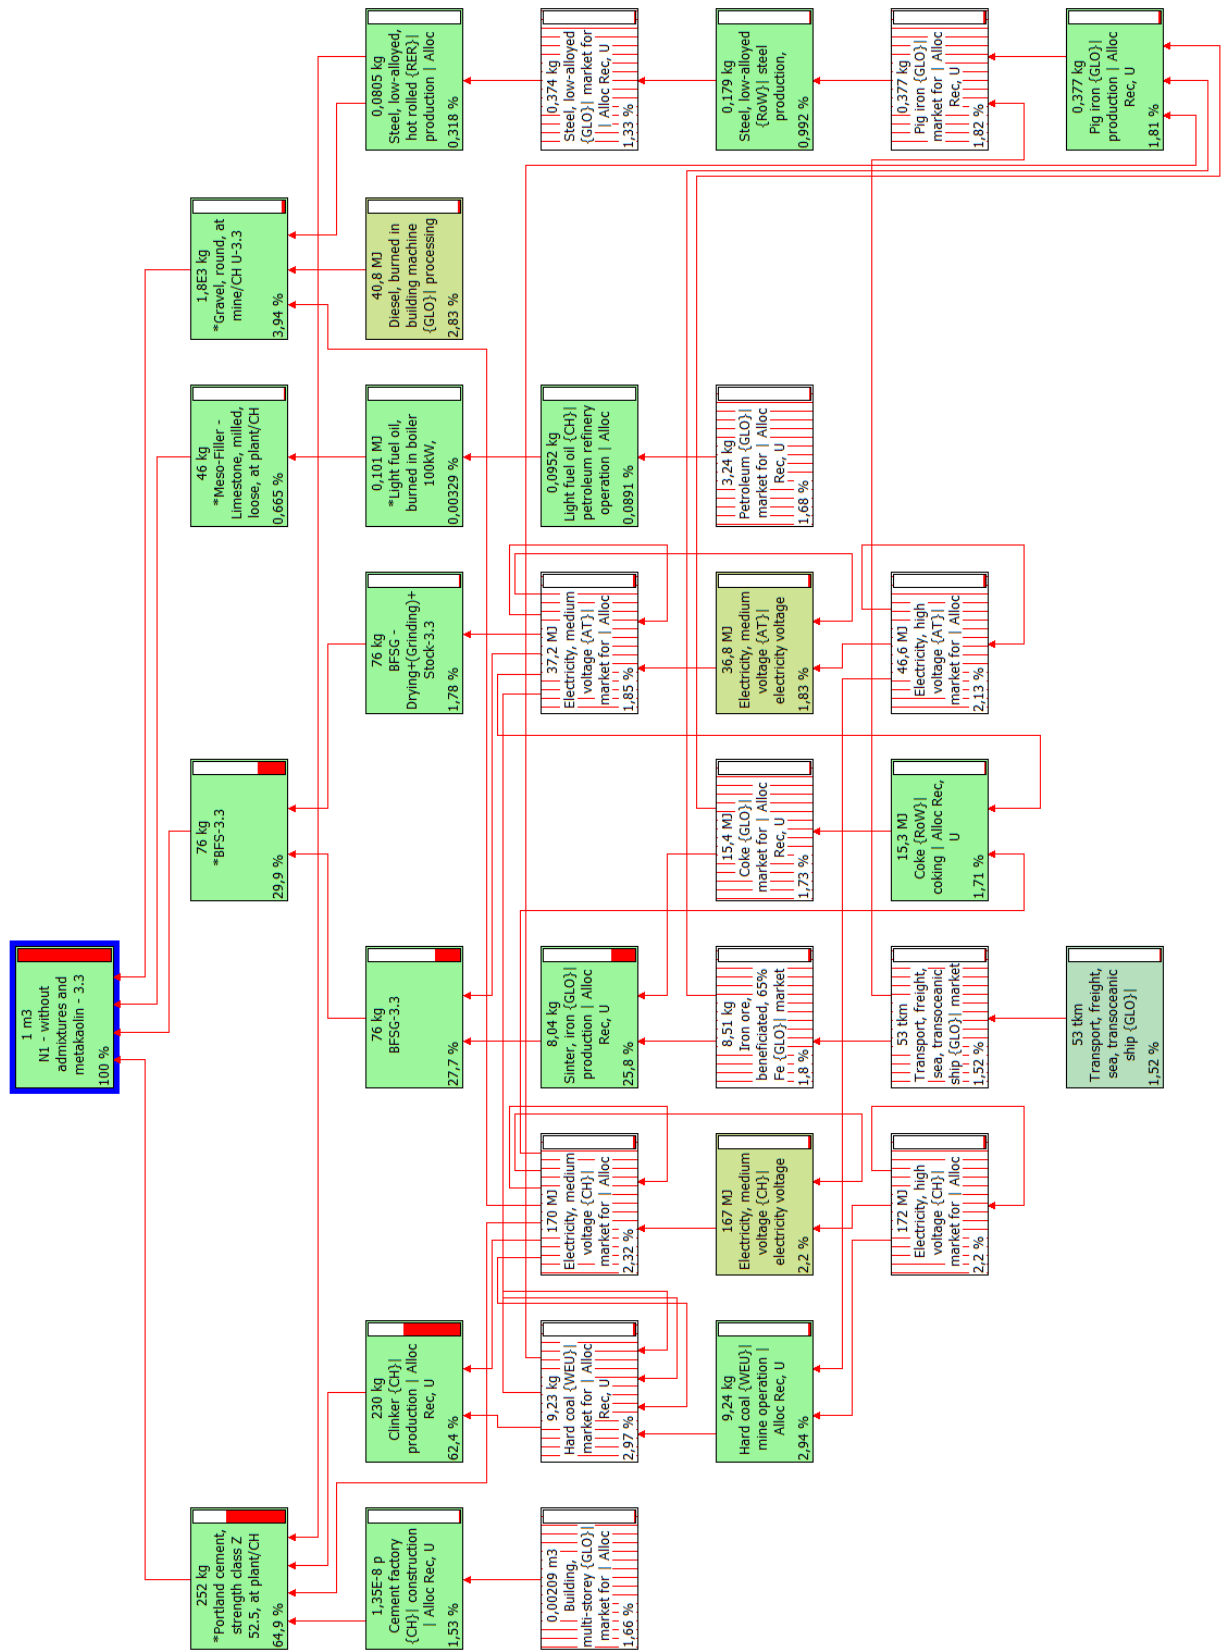 1 m3
N1 - without
admixtures and
metakaolin - 3.3
100 %
252 kg
*Portland cement,
strength class Z
52.5, at plant/CH
64,9 %
76 kg
*BFS-3.3
29,9 %
46 kg
*Meso-Filler -
Limestone, milled,
loose, at plant/CH
0,665 %
1,8E3 kg
*Gravel, round, at
mine/CH U-3.3
3,94 %
1,35E-8 p
Cement factory
{CH}| construction
| Alloc Rec, U
1,53 %
230 kg
Clinker {CH}|
production | Alloc
Rec, U
62,4 %
76 kg
BFSG-3.3
27,7 %
76 kg
BFSG -
Drying+(Grinding)+
Stock-3.3
1,78 %
0,101 MJ
*Light fuel oil,
burned in boiler
100kW,
0,00329 %
40,8 MJ
Diesel, burned in
building machine
{GLO}| processing
2,83 %
0,0805 kg
Steel, low-alloyed,
hot rolled {RER}|
production | Alloc
0,318 %
0,00209 m3
Building,
multi-storey {GLO}|
market for | Alloc
1,66 %
9,23 kg
Hard coal {WEU}|
market for | Alloc
Rec, U
2,97 %
170 MJ
Electricity, medium
voltage {CH}|
market for | Alloc
2,32 %
8,04 kg
Sinter, iron {GLO}|
production | Alloc
Rec, U
25,8 %
37,2 MJ
Electricity, medium
voltage {AT}|
market for | Alloc
1,85 %
0,0952 kg
Light fuel oil {CH}|
petroleum refinery
operation | Alloc
0,0891 %
0,374 kg
Steel, low-alloyed
{GLO}| market for
| Alloc Rec, U
1,33 %
9,24 kg
Hard coal {WEU}|
mine operation |
Alloc Rec, U
2,94 %
167 MJ
Electricity, medium
voltage {CH}|
electricity voltage
2,2 %
8,51 kg
Iron ore,
beneficiated, 65%
Fe {GLO}| market
1,8 %
15,4 MJ
Coke {GLO}|
market for | Alloc
Rec, U
1,73 %
36,8 MJ
Electricity, medium
voltage {AT}|
electricity voltage
1,83 %
3,24 kg
Petroleum {GLO}|
market for | Alloc
Rec, U
1,68 %
0,179 kg
Steel, low-alloyed
{RoW}| steel
production,
0,992 %
172 MJ
Electricity, high
voltage {CH}|
market for | Alloc
2,2 %
53 tkm
Transport, freight,
sea, transoceanic
ship {GLO}| market
1,52 %
15,3 MJ
Coke {RoW}|
coking | Alloc Rec,
U
1,71 %
46,6 MJ
Electricity, high
voltage {AT}|
market for | Alloc
2,13 %
0,377 kg
Pig iron {GLO}|
market for | Alloc
Rec, U
1,82 %
53 tkm
Transport, freight,
sea, transoceanic
ship {GLO}|
1,52 %
0,377 kg
Pig iron {GLO}|
production | Alloc
Rec, U
1,81 %